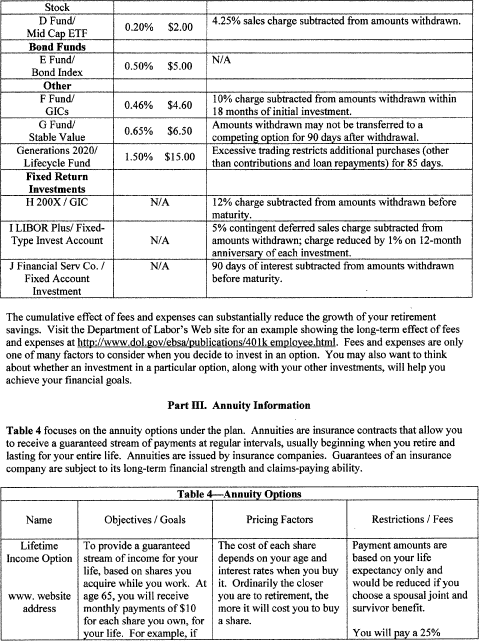 Stock
D Fund/
Mid Cap ETF
0.20% $2.00
4.25% sales charge subtracted from amounts withdrawn.
Bond Funds
E Fund/
Bond Index
0.50% $5.00
N/A
Other
F Fund/
GICs
0.46% $4.60
10% charge subtracted from amounts withdrawn within
18 months of initial investment.
G Fund/
Stable Value
0.65% $6.50
Amounts withdrawn may not be transferred to a
competing option for 90 days after withdrawal.
Generations 2020/
Lifecycle Fund
1.50% $15.00
Excessive trading restricts additional purchases (other
than contributions and loan repayments) for 85 days.
Fixed Return
Investments
H 200X / GIC
N/A
12% charge subtracted from amounts withdrawn before
maturity.
I LIBOR Plus/ Fixed-
Type Invest Account
N/A
5% contingent deferred sales charge subtracted from
amounts withdrawn; charge reduced by 1% on 12-month
anniversary of each investment.
J Financial Serv Co. /
Fixed Account
Investment
N/A
90 days of interest subtracted from amounts withdrawn
before maturity.
The cumulative effect of fees and expenses can substantially reduce the growth of your retirement
savings. Visit the Department of Labor's Web site for an example showing the long-term effect of fees
and expenses at http://www.dol.gov/ebsa/publications/401k employee.html. Fees and expenses are only
one of many factors to consider when you decide to invest in an option. You may also want to think
about whether an investment in a particular option, along with your other investments, will help you
achieve your financial goals.
Part III. Annuity Information
Table 4 focuses on the annuity options under the plan. Annuities are insurance contracts that allow you
to receive a guaranteed stream of payments at regular intervals, usually beginning when you retire and
lasting for your entire life. Annuities are issued by insurance companies. Guarantees of an insurance
company are subject to its long-term financial strength and claims-paying ability.
Table 4—Annuity Options
Name
Objectives / Goals
Pricing Factors
Restrictions / Fees
Lifetime
Income Option
www. website
address
To provide a guaranteed
stream of income for your
life, based on shares you
acquire while you work. At
age 65, you will receive
monthly payments of $10
for each share you own, for
your life. For example, if
The cost of each share
depends on your age and
interest rates when you buy
it. Ordinarily the closer
you are to retirement, the
more it will cost you to buy
a share.
Payment amounts are
based on your life
expectancy only and
would be reduced if you
choose a spousal joint and
survivor benefit.
You will pay a 25%